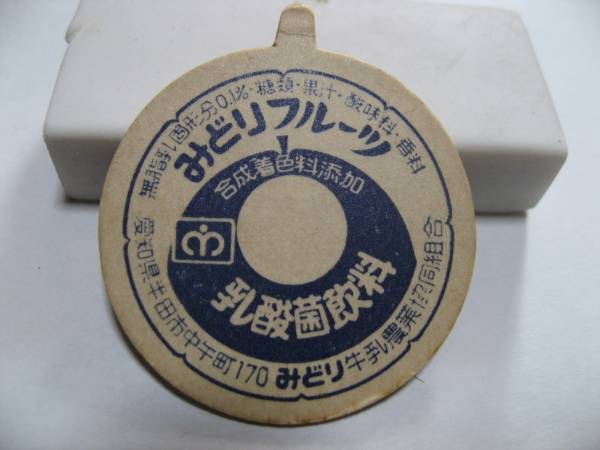 無脂乳固形分0.1%・糖類・果汁・酸味料・香料
みどりフルーツ
合成着色料添加
3
乳酸菌飲料
愛知県半田市中午町170 みどり牛乳農業協同組合